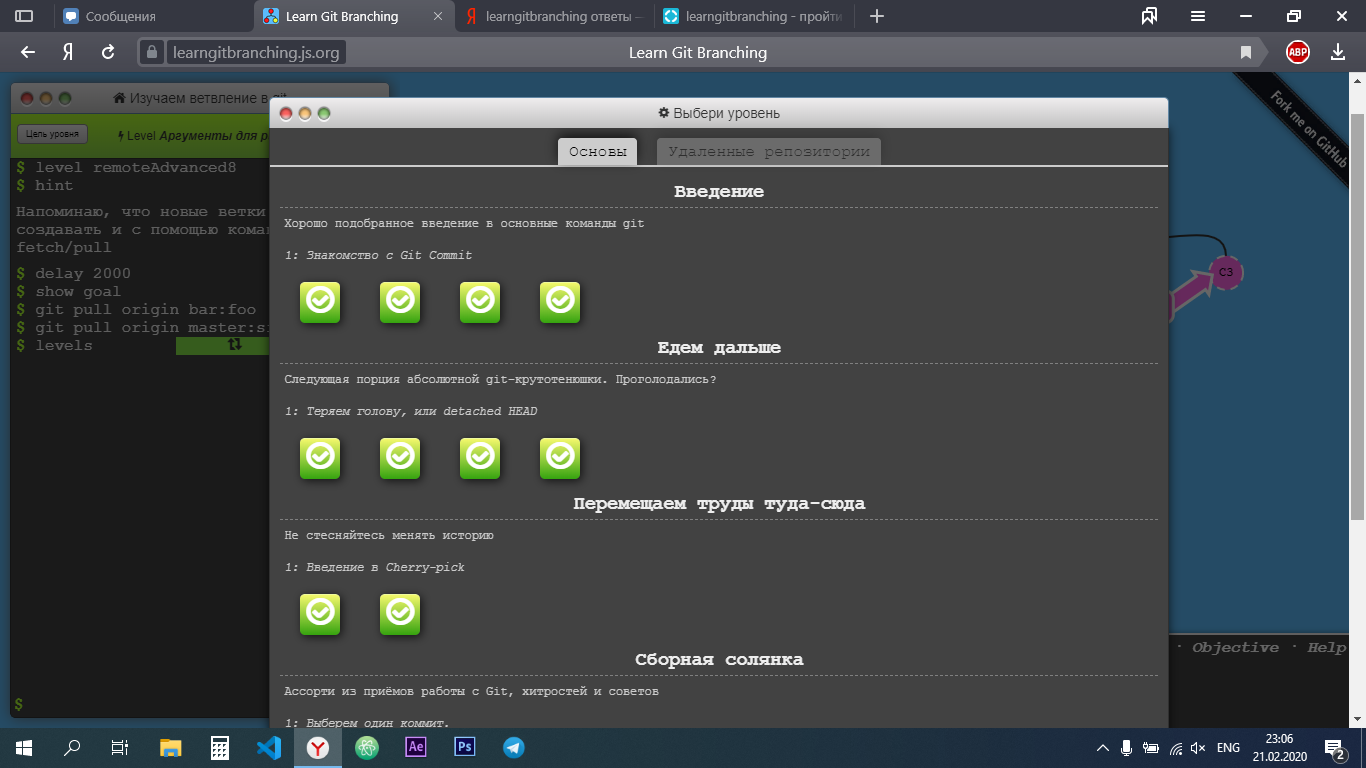 Сообщения
Learn Git Branching
learngitbranching ответы
learngitbranching - пройти
Я
learngitbranching.js.org
Learn Git Branching
ABP
Изучаем ветвление в git
Выбери уровень
Fork me on GitHub
Цель уровня
Level Аргументы для
Основы
Удаленные репозитории
$ level remoteAdvanced8
$ hint
Напоминаю, что новые ветки
создавать и с помощью
fetch/pull
$ delay 2000
$ show goal
$ git pull origin bar:foo
$ git pull origin
$ levels
$
Введение
Хорошо подобранное введение в основные команды git
1: Знакомство с Git Commit
Едем дальше
Следующая порция абсолютной git-крутотенюшки. Проголодались?
1: Теряем голову, или detached HEAD
Перемещаем труды туда-сюда
Не стесняйтесь менять историю
1: Введение в Cherry-pick
Сборная солянка
Ассорти из приёмов работы с Git, хитростей и советов
1: Выберем один коммит.
C3
· Objective · Help
Y
Ae
Ps
ENG
23:06
21.02.2020
2